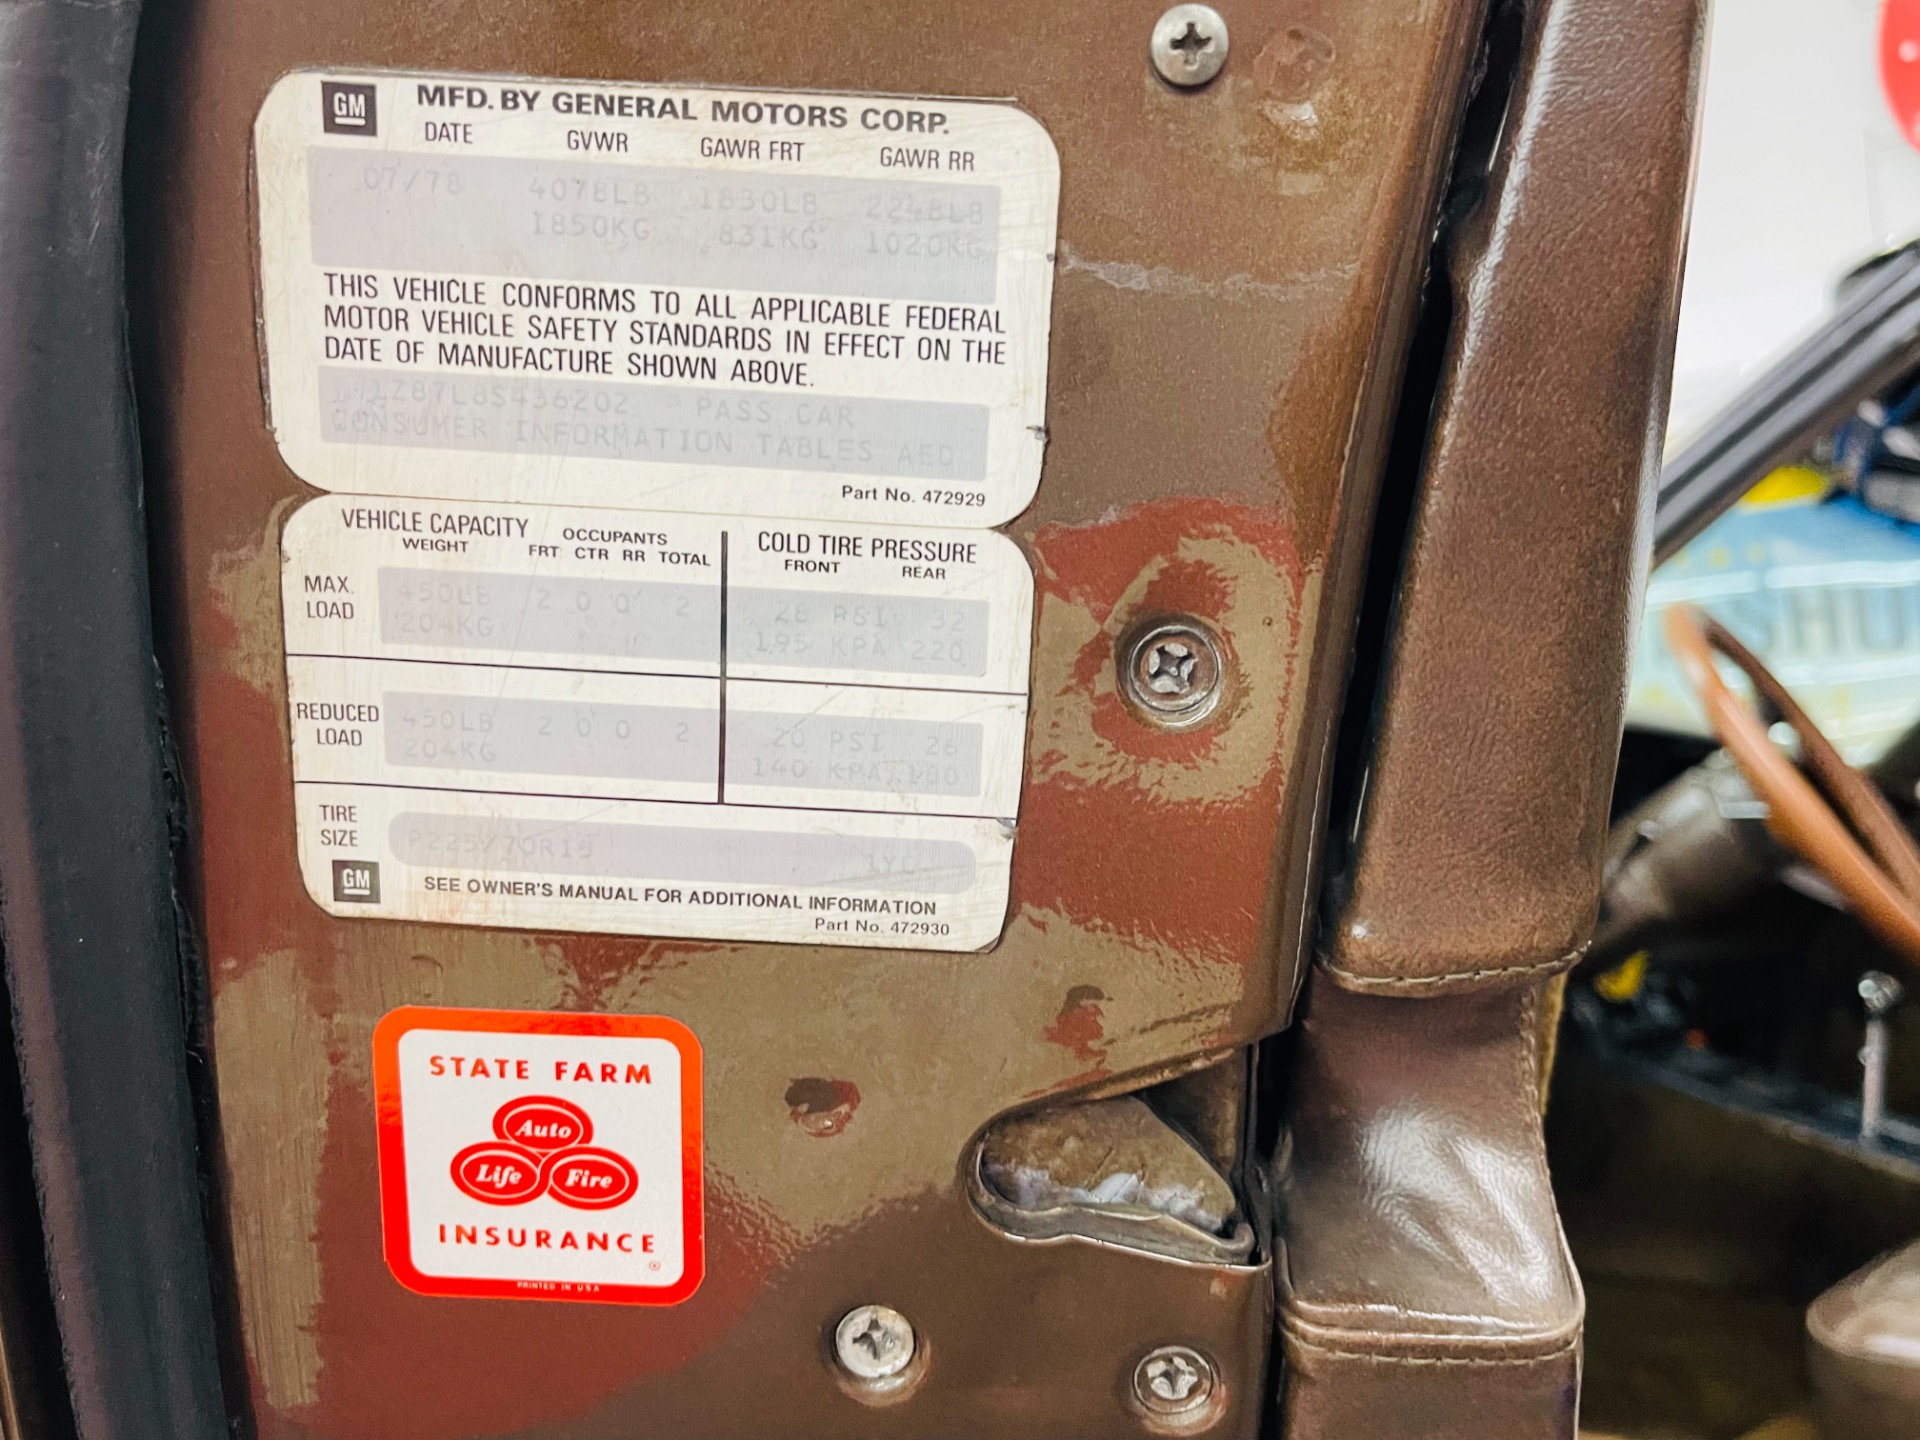 GM MFD. BY GENERAL MOTORS CORP.
DATE GVWR GAWR FRT GAWR RR
07/78 4078LB 1830LB 2248LB
1850KG 831KG 1020KG
THIS VEHICLE CONFORMS TO ALL APPLICABLE FEDERAL
MOTOR VEHICLE SAFETY STANDARDS IN EFFECT ON THE
DATE OF MANUFACTURE SHOWN ABOVE.
1Z87L8S436202 PASS CAR
CONSUMER INFORMATION TABLES AED
Part No. 472929
VEHICLE CAPACITY OCCUPANTS COLD TIRE PRESSURE
WEIGHT FRT CTR RR TOTAL FRONT REAR
MAX. LOAD 450LB 2 0 0 2 28 PSI 32
204KG 195 KPA 220
REDUCED LOAD 450LB 2 0 0 2 20 PSI 26
204KG 140 KPA 180
TIRE SIZE P225/70R15
GM SEE OWNER'S MANUAL FOR ADDITIONAL INFORMATION
Part No. 472930
STATE FARM
Auto
Life Fire
INSURANCE
®
PRINTED IN USA